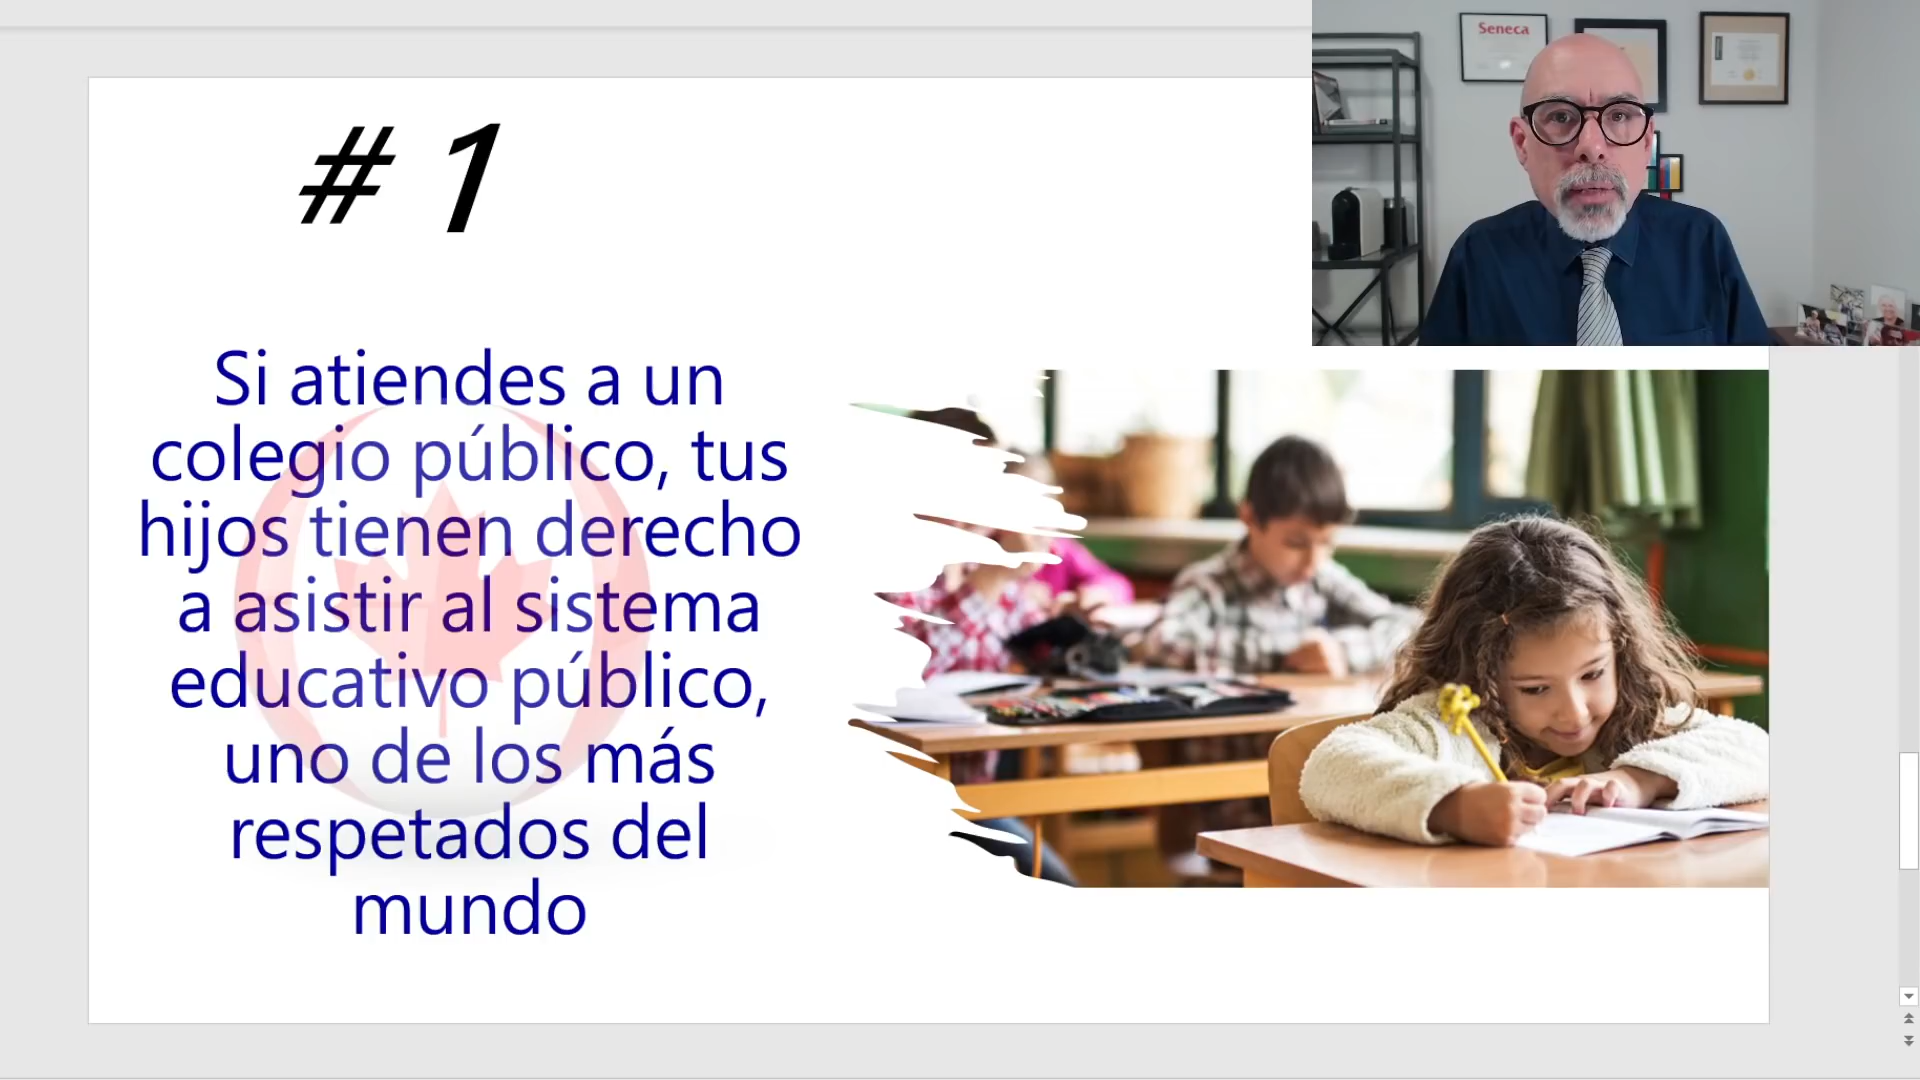 Seneca
# 1
Si atiendes a un
colegio público, tus
hijos tienen derecho
a asistir al sistema
educativo público,
uno de los más
respetados del
mundo